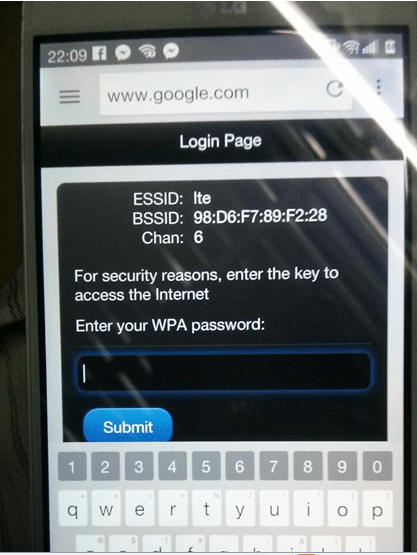 LG
22:09
www.google.com
Login Page
ESSID: lte
BSSID: 98:D6:F7:89:F2:28
Chan: 6
For security reasons, enter the key to
access the Internet
Enter your WPA password:
Submit
1 2 3 4 5 6 7 8 9 0
q w e r t y u i o p